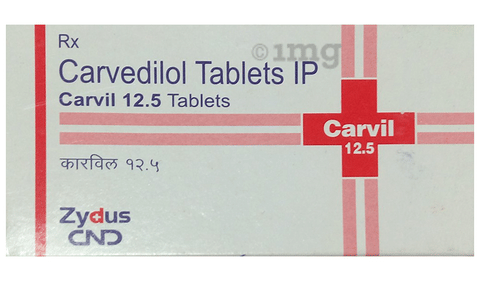 Rx
©1mg
Carvedilol Tablets IP
Carvil 12.5 Tablets
Carvil
12.5
कारविल १२.५
Zydus
CND